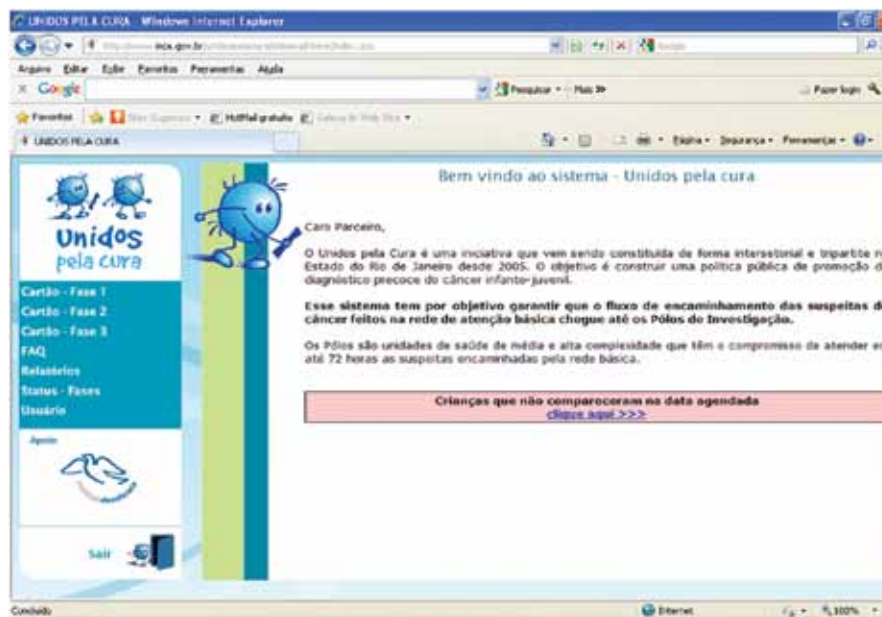 UNIDOS PELA CURA - Windows Internet Explorer
inca.gov.br
Google
Arquivo Editar Exibir Favoritos Ferramentas Ajuda
x Google Pesquisar Mais >> Fazer login
Favoritos HotMail gratuito
UNIDOS PELA CURA Página Segurança Ferramentas
Bem vindo ao sistema - Unidos pela cura
Unidos
pela cura
Cartão - Fase 1
Cartão - Fase 2
Cartão - Fase 3
FAQ
Relatórios
Status - Fases
Usuário
Apoio
Sair
Caro Parceiro,
O Unidos pela Cura é uma iniciativa que vem sendo constituída de forma intersetorial e tripartite
Estado do Rio de Janeiro desde 2005. O objetivo é construir uma política pública de promoção
diagnóstico precoce do câncer infanto-juvenil.
Esse sistema tem por objetivo garantir que o fluxo de encaminhamento das suspeitas
câncer feitos na rede de atenção básica chegue até os Pólos de Investigação.
Os Pólos são unidades de saúde de média e alta complexidade que têm o compromisso de atender
até 72 horas as suspeitas encaminhadas pela rede básica.
Crianças que não compareceram na data agendada
clique aqui >>>
Concluído Internet 100%